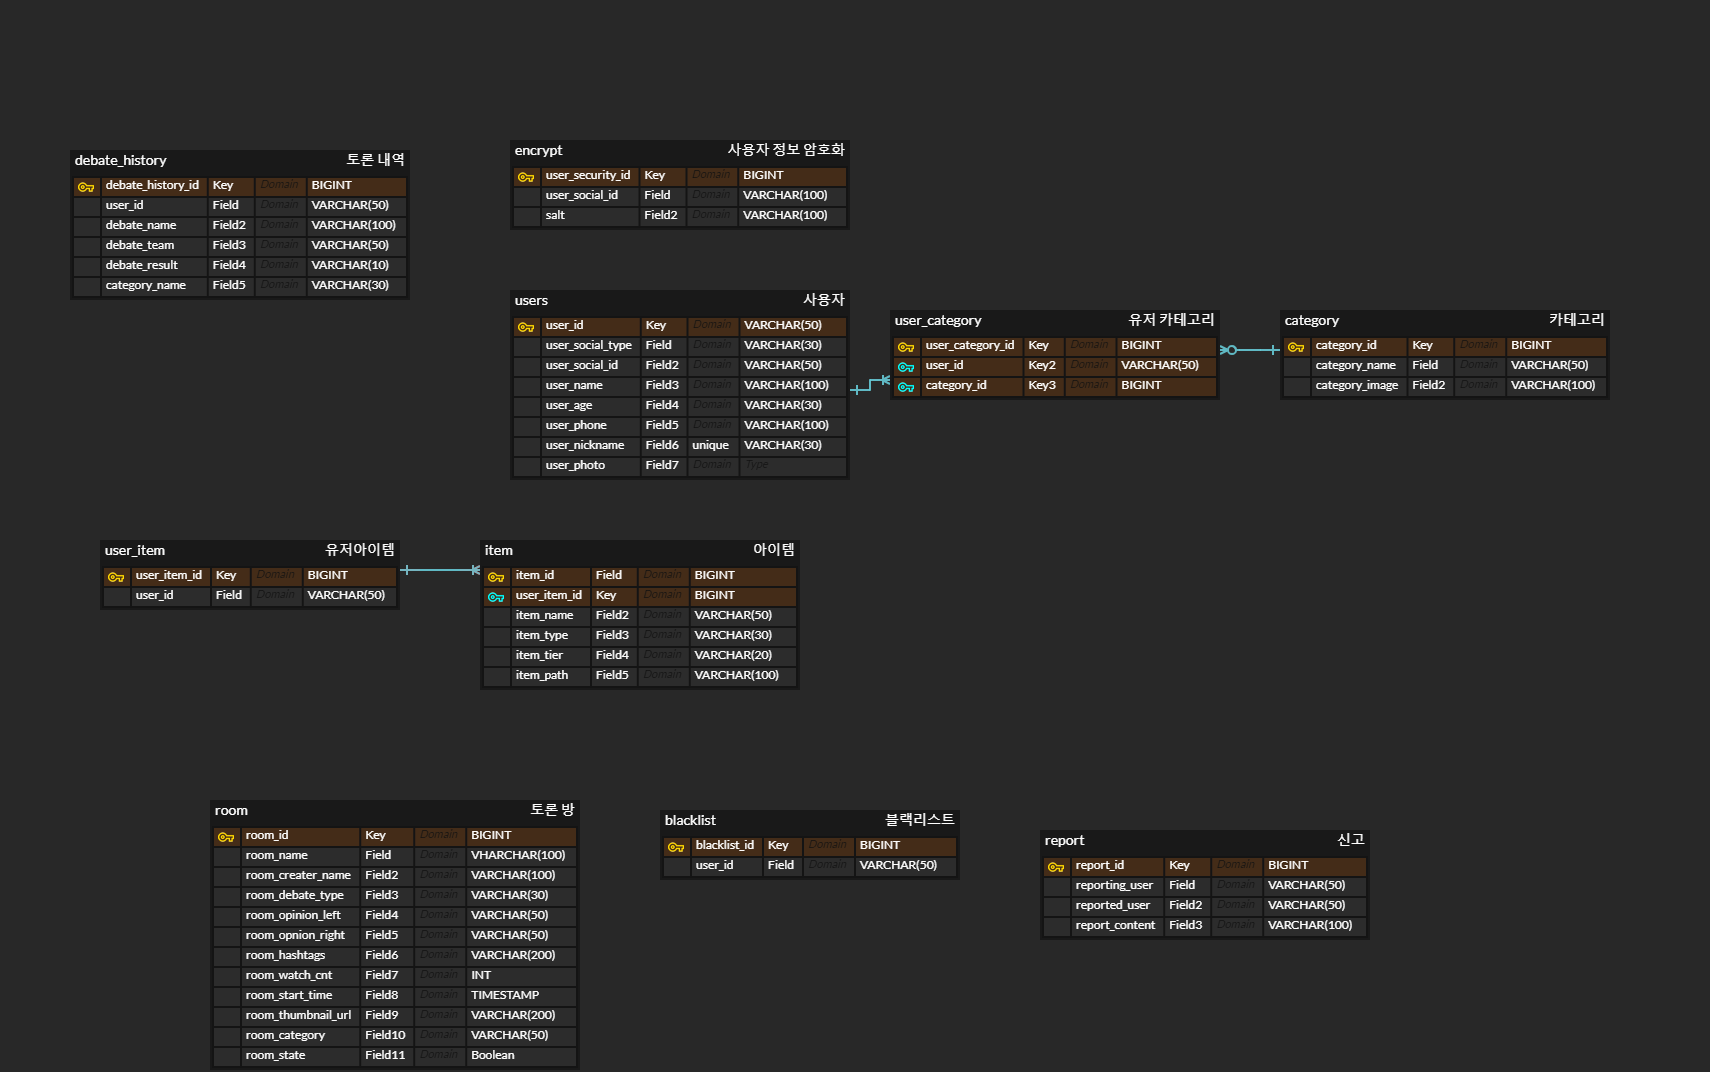 debate_history 토론 내역
debate_history_id Key Domain BIGINT
user_id Field Domain VARCHAR(50)
debate_name Field2 Domain VARCHAR(100)
debate_team Field3 Domain VARCHAR(50)
debate_result Field4 Domain VARCHAR(10)
category_name Field5 Domain VARCHAR(30)
encrypt 사용자 정보 암호화
user_security_id Key Domain BIGINT
user_social_id Field Domain VARCHAR(100)
salt Field2 Domain VARCHAR(100)
users 사용자
user_id Key Domain VARCHAR(50)
user_social_type Field Domain VARCHAR(30)
user_social_id Field2 Domain VARCHAR(50)
user_name Field3 Domain VARCHAR(100)
user_age Field4 Domain VARCHAR(30)
user_phone Field5 Domain VARCHAR(100)
user_nickname Field6 unique VARCHAR(30)
user_photo Field7 Domain Type
user_category 유저 카테고리
user_category_id Key Domain BIGINT
user_id Key2 Domain VARCHAR(50)
category_id Key3 Domain BIGINT
category 카테고리
category_id Key Domain BIGINT
category_name Field Domain VARCHAR(50)
category_image Field2 Domain VARCHAR(100)
user_item 유저아이템
user_item_id Key Domain BIGINT
user_id Field Domain VARCHAR(50)
item 아이템
item_id Field Domain BIGINT
user_item_id Key Domain BIGINT
item_name Field2 Domain VARCHAR(50)
item_type Field3 Domain VARCHAR(30)
item_tier Field4 Domain VARCHAR(20)
item_path Field5 Domain VARCHAR(100)
room 토론 방
room_id Key Domain BIGINT
room_name Field Domain VHARCHAR(100)
room_creater_name Field2 Domain VARCHAR(100)
room_debate_type Field3 Domain VARCHAR(30)
room_opinion_left Field4 Domain VARCHAR(50)
room_opnion_right Field5 Domain VARCHAR(50)
room_hashtags Field6 Domain VARCHAR(200)
room_watch_cnt Field7 Domain INT
room_start_time Field8 Domain TIMESTAMP
room_thumbnail_url Field9 Domain VARCHAR(200)
room_category Field10 Domain VARCHAR(50)
room_state Field11 Domain Boolean
blacklist 블랙리스트
blacklist_id Key Domain BIGINT
user_id Field Domain VARCHAR(50)
report 신고
report_id Key Domain BIGINT
reporting_user Field Domain VARCHAR(50)
reported_user Field2 Domain VARCHAR(50)
report_content Field3 Domain VARCHAR(100)